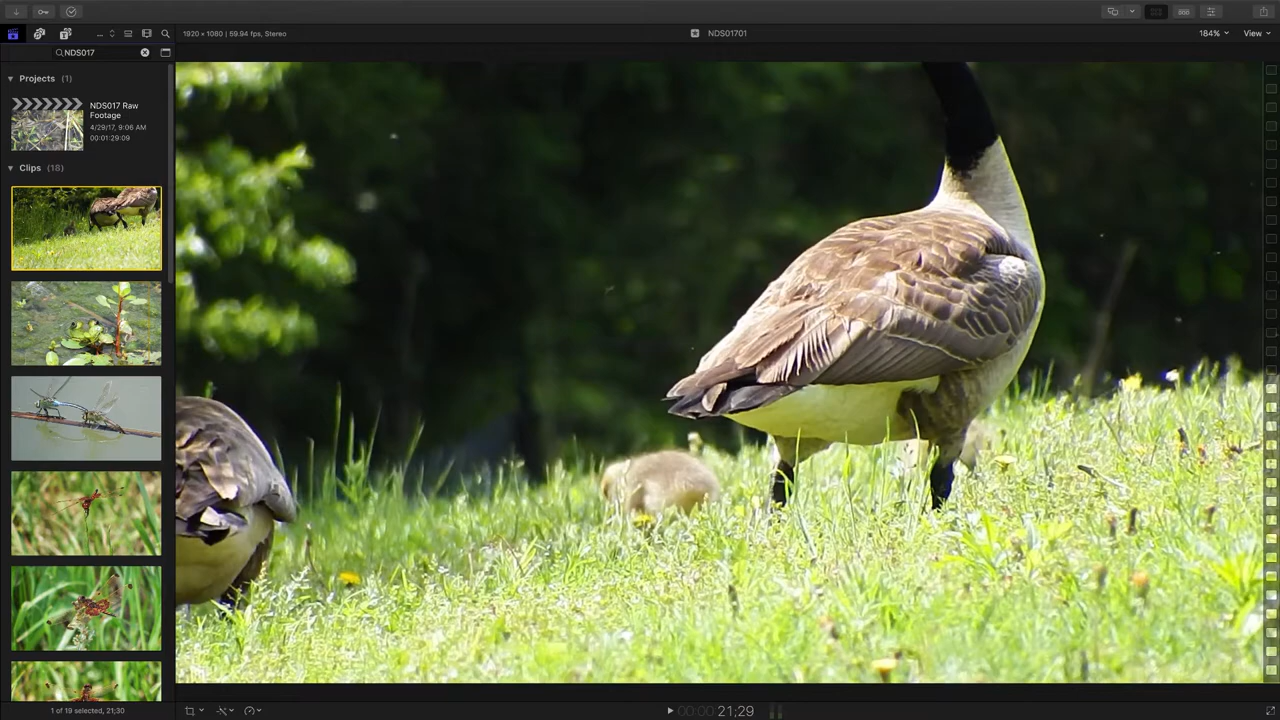 1920 × 1080 | 59.94 fps, Stereo
NDS01701
184%
View
NDS017
Projects (1)
NDS017 Raw
Footage
4/29/17, 9:06 AM
00:01:29:09
Clips (18)
1 of 19 selected, 21;30
00:00:21;29